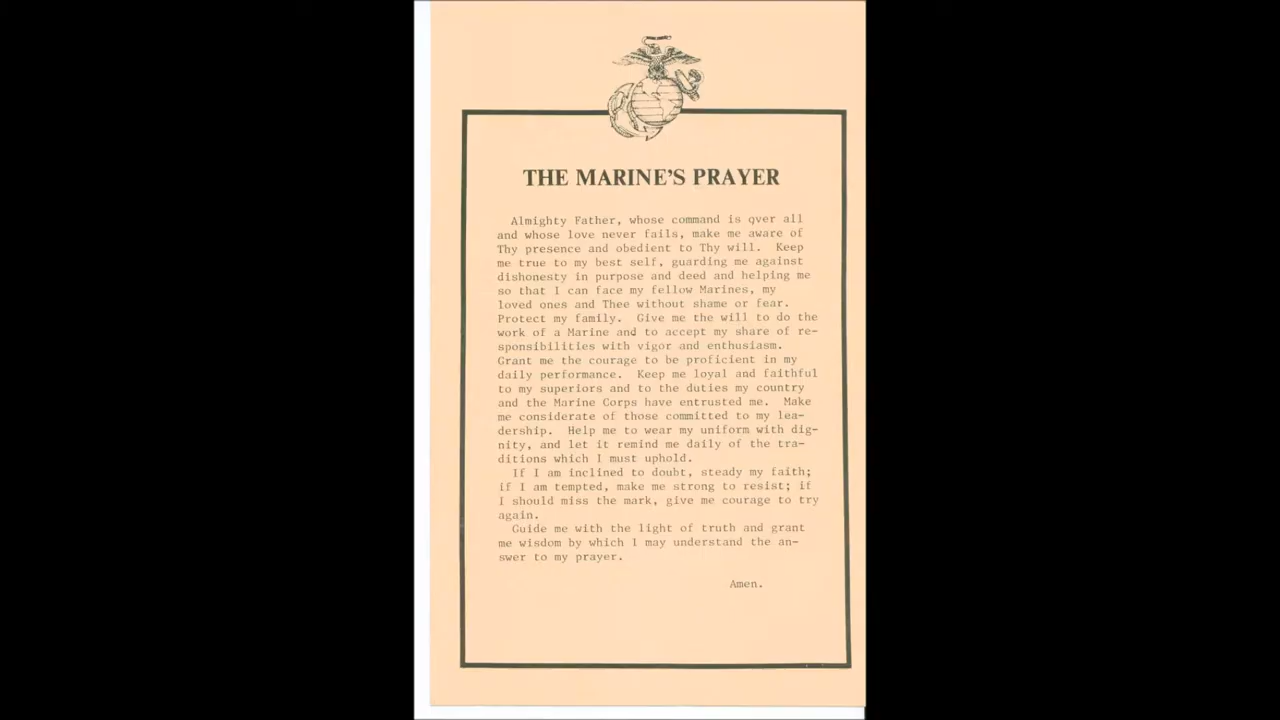 THE MARINE'S PRAYER
Almighty Father, whose command is over all
and whose love never fails, make me aware of
Thy presence and obedient to Thy will. Keep
me true to my best self, guarding me against
dishonesty in purpose and deed and helping me
so that I can face my fellow Marines, my
loved ones and Thee without shame or fear.
Protect my family. Give me the will to do the
work of a Marine and to accept my share of re-
sponsibilities with vigor and enthusiasm.
Grant me the courage to be proficient in my
daily performance. Keep me loyal and faithful
to my superiors and to the duties my country
and the Marine Corps have entrusted me. Make
me considerate of those committed to my lea-
dership. Help me to wear my uniform with dig-
nity, and let it remind me daily of the tra-
ditions which I must uphold.
If I am inclined to doubt, steady my faith;
if I am tempted, make me strong to resist; if
I should miss the mark, give me courage to try
again.
Guide me with the light of truth and grant
me wisdom by which I may understand the an-
swer to my prayer.
Amen.